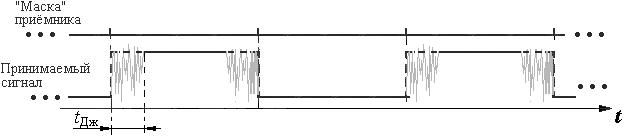 "Маска"
приёмника
Принимаемый
сигнал
tДж
t